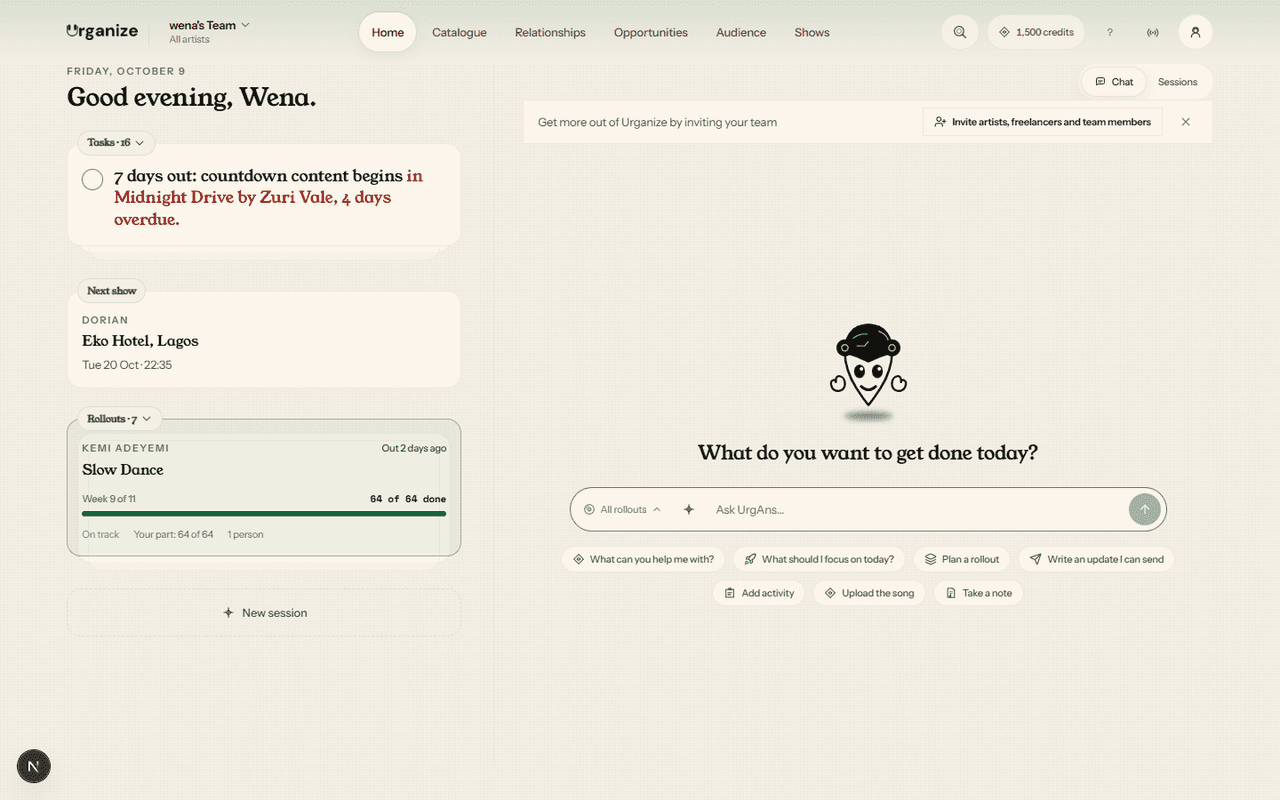 Urganize
wena's Team
All artists
Home
Catalogue
Relationships
Opportunities
Audience
Shows
1,500 credits
?
FRIDAY, OCTOBER 9
Good evening, Wena.
Chat
Sessions
Get more out of Urganize by inviting your team
Invite artists, freelancers and team members
Tasks · 16
7 days out: countdown content begins in
Midnight Drive by Zuri Vale, 4 days
overdue.
Next show
DORIAN
Eko Hotel, Lagos
Tue 20 Oct · 22:35
Rollouts · 7
KEMI ADEYEMI
Out 2 days ago
Slow Dance
Week 9 of 11
64 of 64 done
On track
Your part: 64 of 64
1 person
New session
What do you want to get done today?
All rollouts
Ask UrgAns...
What can you help me with?
What should I focus on today?
Plan a rollout
Write an update I can send
Add activity
Upload the song
Take a note
N